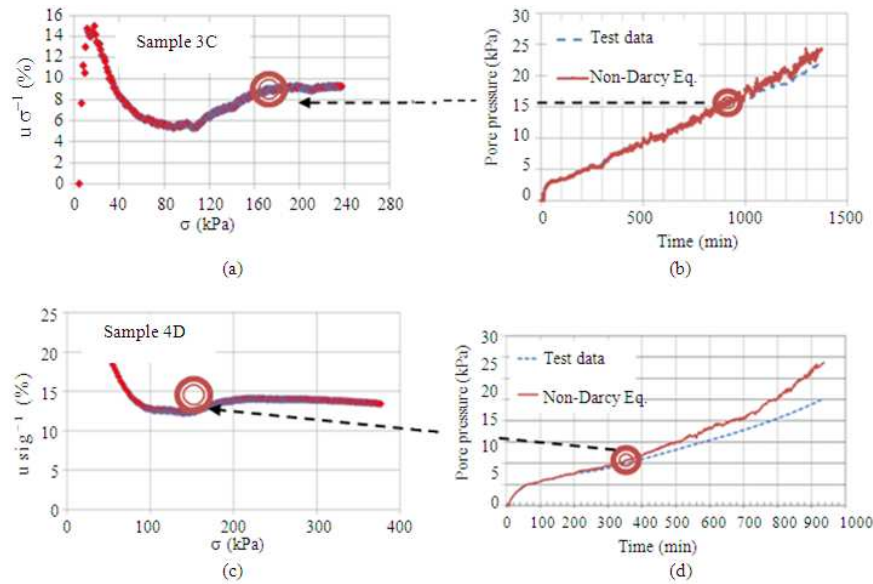 16
14
12
10
8
6
4
2
0
u σ⁻¹ (%)
Sample 3C
0 40 80 120 160 200 240 280
σ (kPa)
(a)
30
25
20
15
10
5
0
Pore pressure (kPa)
Test data
Non-Darcy Eq.
0 500 1000 1500
Time (min)
(b)
25
20
15
10
5
0
u sig⁻¹ (%)
Sample 4D
0 100 200 300 400
σ (kPa)
(c)
30
25
20
15
10
5
0
Pore pressure (kPa)
Test data
Non-Darcy Eq.
0 100 200 300 400 500 600 700 800 900 1000
Time (min)
(d)